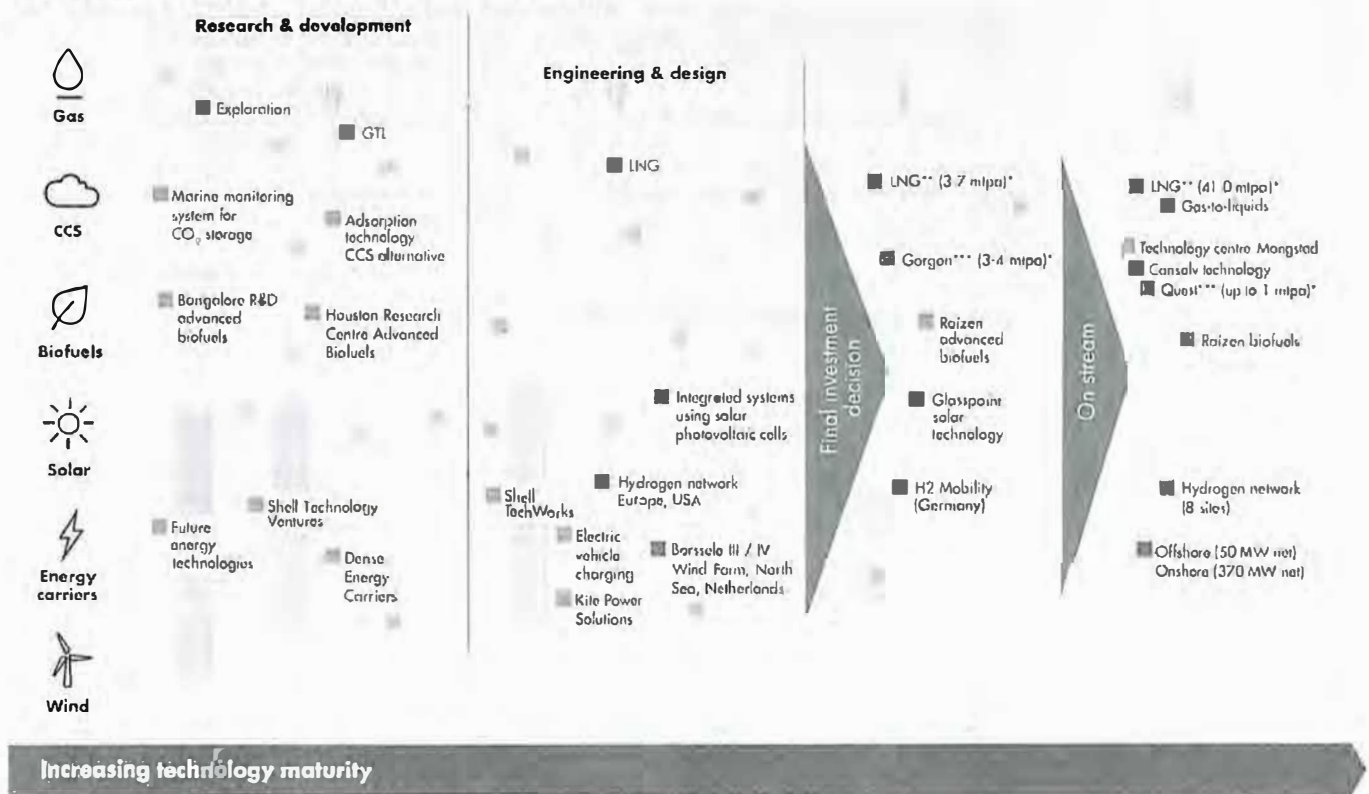 Research & development
Engineering & design
Gas
CCS
Biofuels
Solar
Energy
carriers
Wind
Exploration
GTL
Marine monitoring
system for
CO₂ storage
Adsorption
technology
CCS alternative
Bangalore R&D
advanced
biofuels
Houston Research
Centre Advanced
Biofuels
Future
energy
technologies
Shell Technology
Ventures
Dense
Energy
Carriers
LNG
Integrated systems
using solar
photovoltaic cells
Shell
TechWorks
Hydrogen network
Europe, USA
Electric
vehicle
charging
Borssele III / IV
Wind Farm, North
Sea, Netherlands
Kite Power
Solutions
Final investment
decision
LNG** (3.7 mtpa)*
Gorgon*** (3-4 mtpa)*
Raizen
advanced
biofuels
Glasspoint
solar
technology
H2 Mobility
(Germany)
On stream
LNG** (41.0 mtpa)*
Gas-to-liquids
Technology centre Mongstad
Cansolv technology
Quest*** (up to 1 mtpa)*
Raizen biofuels
Hydrogen network
(8 sites)
Offshore (50 MW net)
Onshore (370 MW net)
Increasing technology maturity